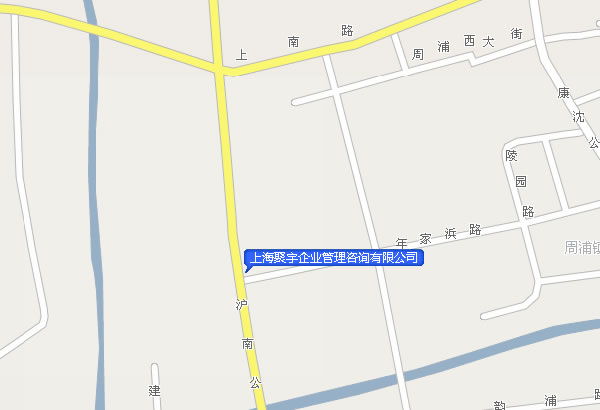 上南路
周浦西大街
康沈公
陵园路
年家浜路
周浦镇
上海聚宇企业管理咨询有限公司
沪南公
建
韵浦路